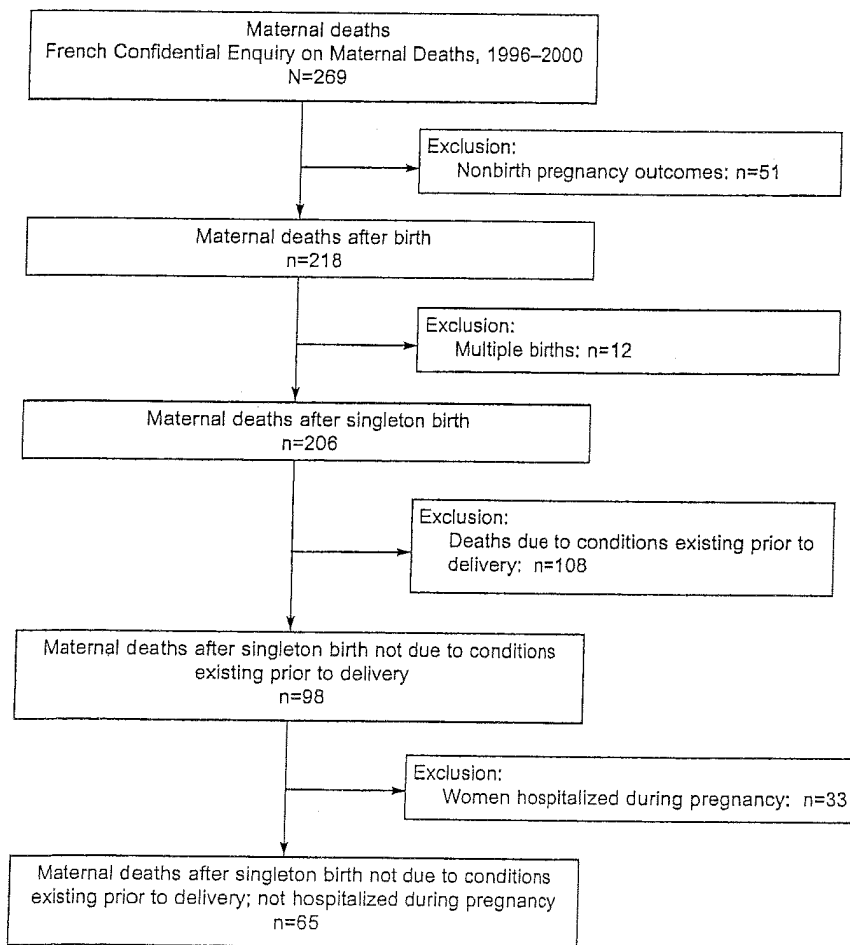 Maternal deaths
French Confidential Enquiry on Maternal Deaths, 1996–2000
N=269
Exclusion:
Nonbirth pregnancy outcomes: n=51
Maternal deaths after birth
n=218
Exclusion:
Multiple births: n=12
Maternal deaths after singleton birth
n=206
Exclusion:
Deaths due to conditions existing prior to
delivery: n=108
Maternal deaths after singleton birth not due to conditions
existing prior to delivery
n=98
Exclusion:
Women hospitalized during pregnancy: n=33
Maternal deaths after singleton birth not due to conditions
existing prior to delivery; not hospitalized during pregnancy
n=65